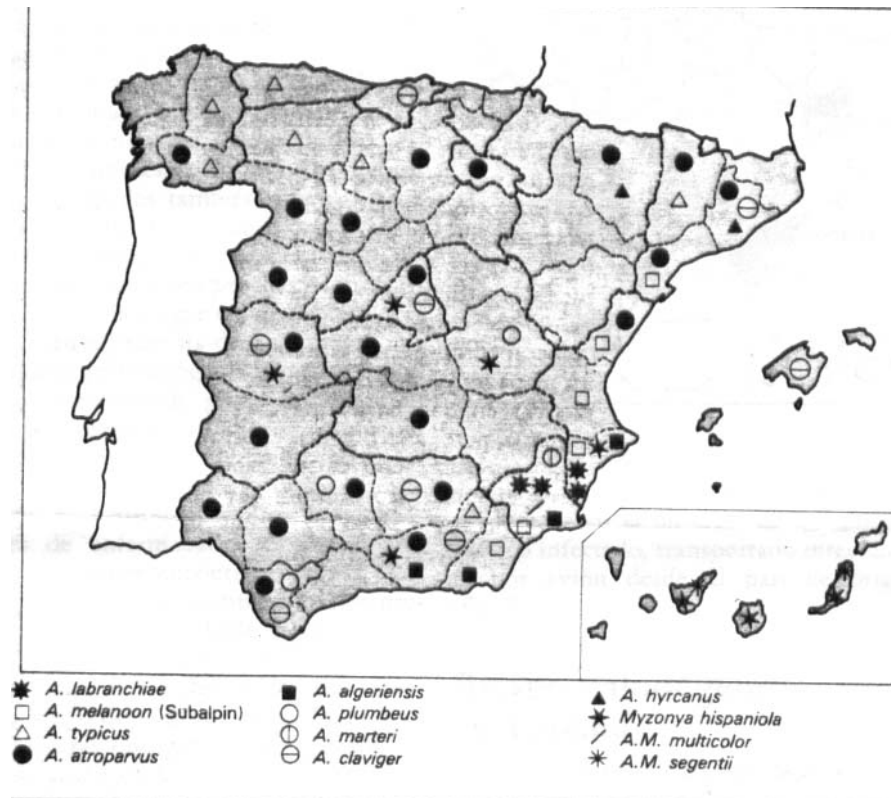 A. labranchiae
A. melanoon (Subalpin)
A. typicus
A. atroparvus
A. algeriensis
A. plumbeus
A. marteri
A. claviger
A. hyrcanus
Myzonya hispaniola
A.M. multicolor
A.M. segentii